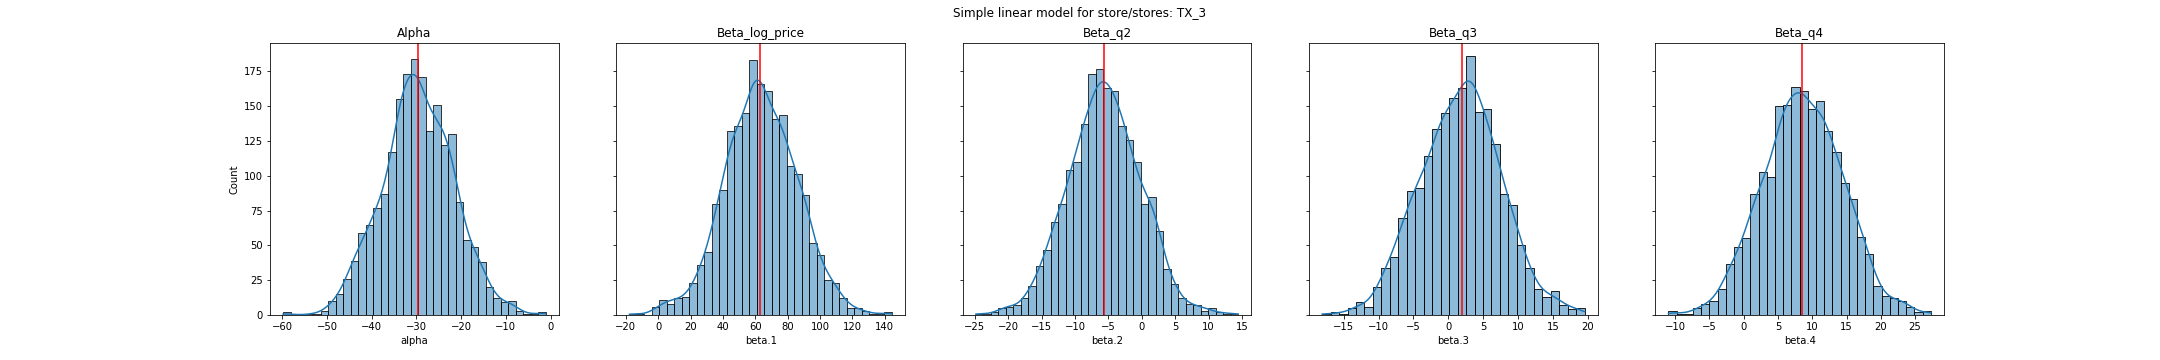 Simple linear model for store/stores: TX_3
Alpha
Beta_log_price
Beta_q2
Beta_q3
Beta_q4
Count
175
150
125
100
75
50
25
0
−60 −50 −40 −30 −20 −10 0
−20 0 20 40 60 80 100 120 140
−25 −20 −15 −10 −5 0 5 10 15
−15 −10 −5 0 5 10 15 20
−10 −5 0 5 10 15 20 25
alpha
beta.1
beta.2
beta.3
beta.4